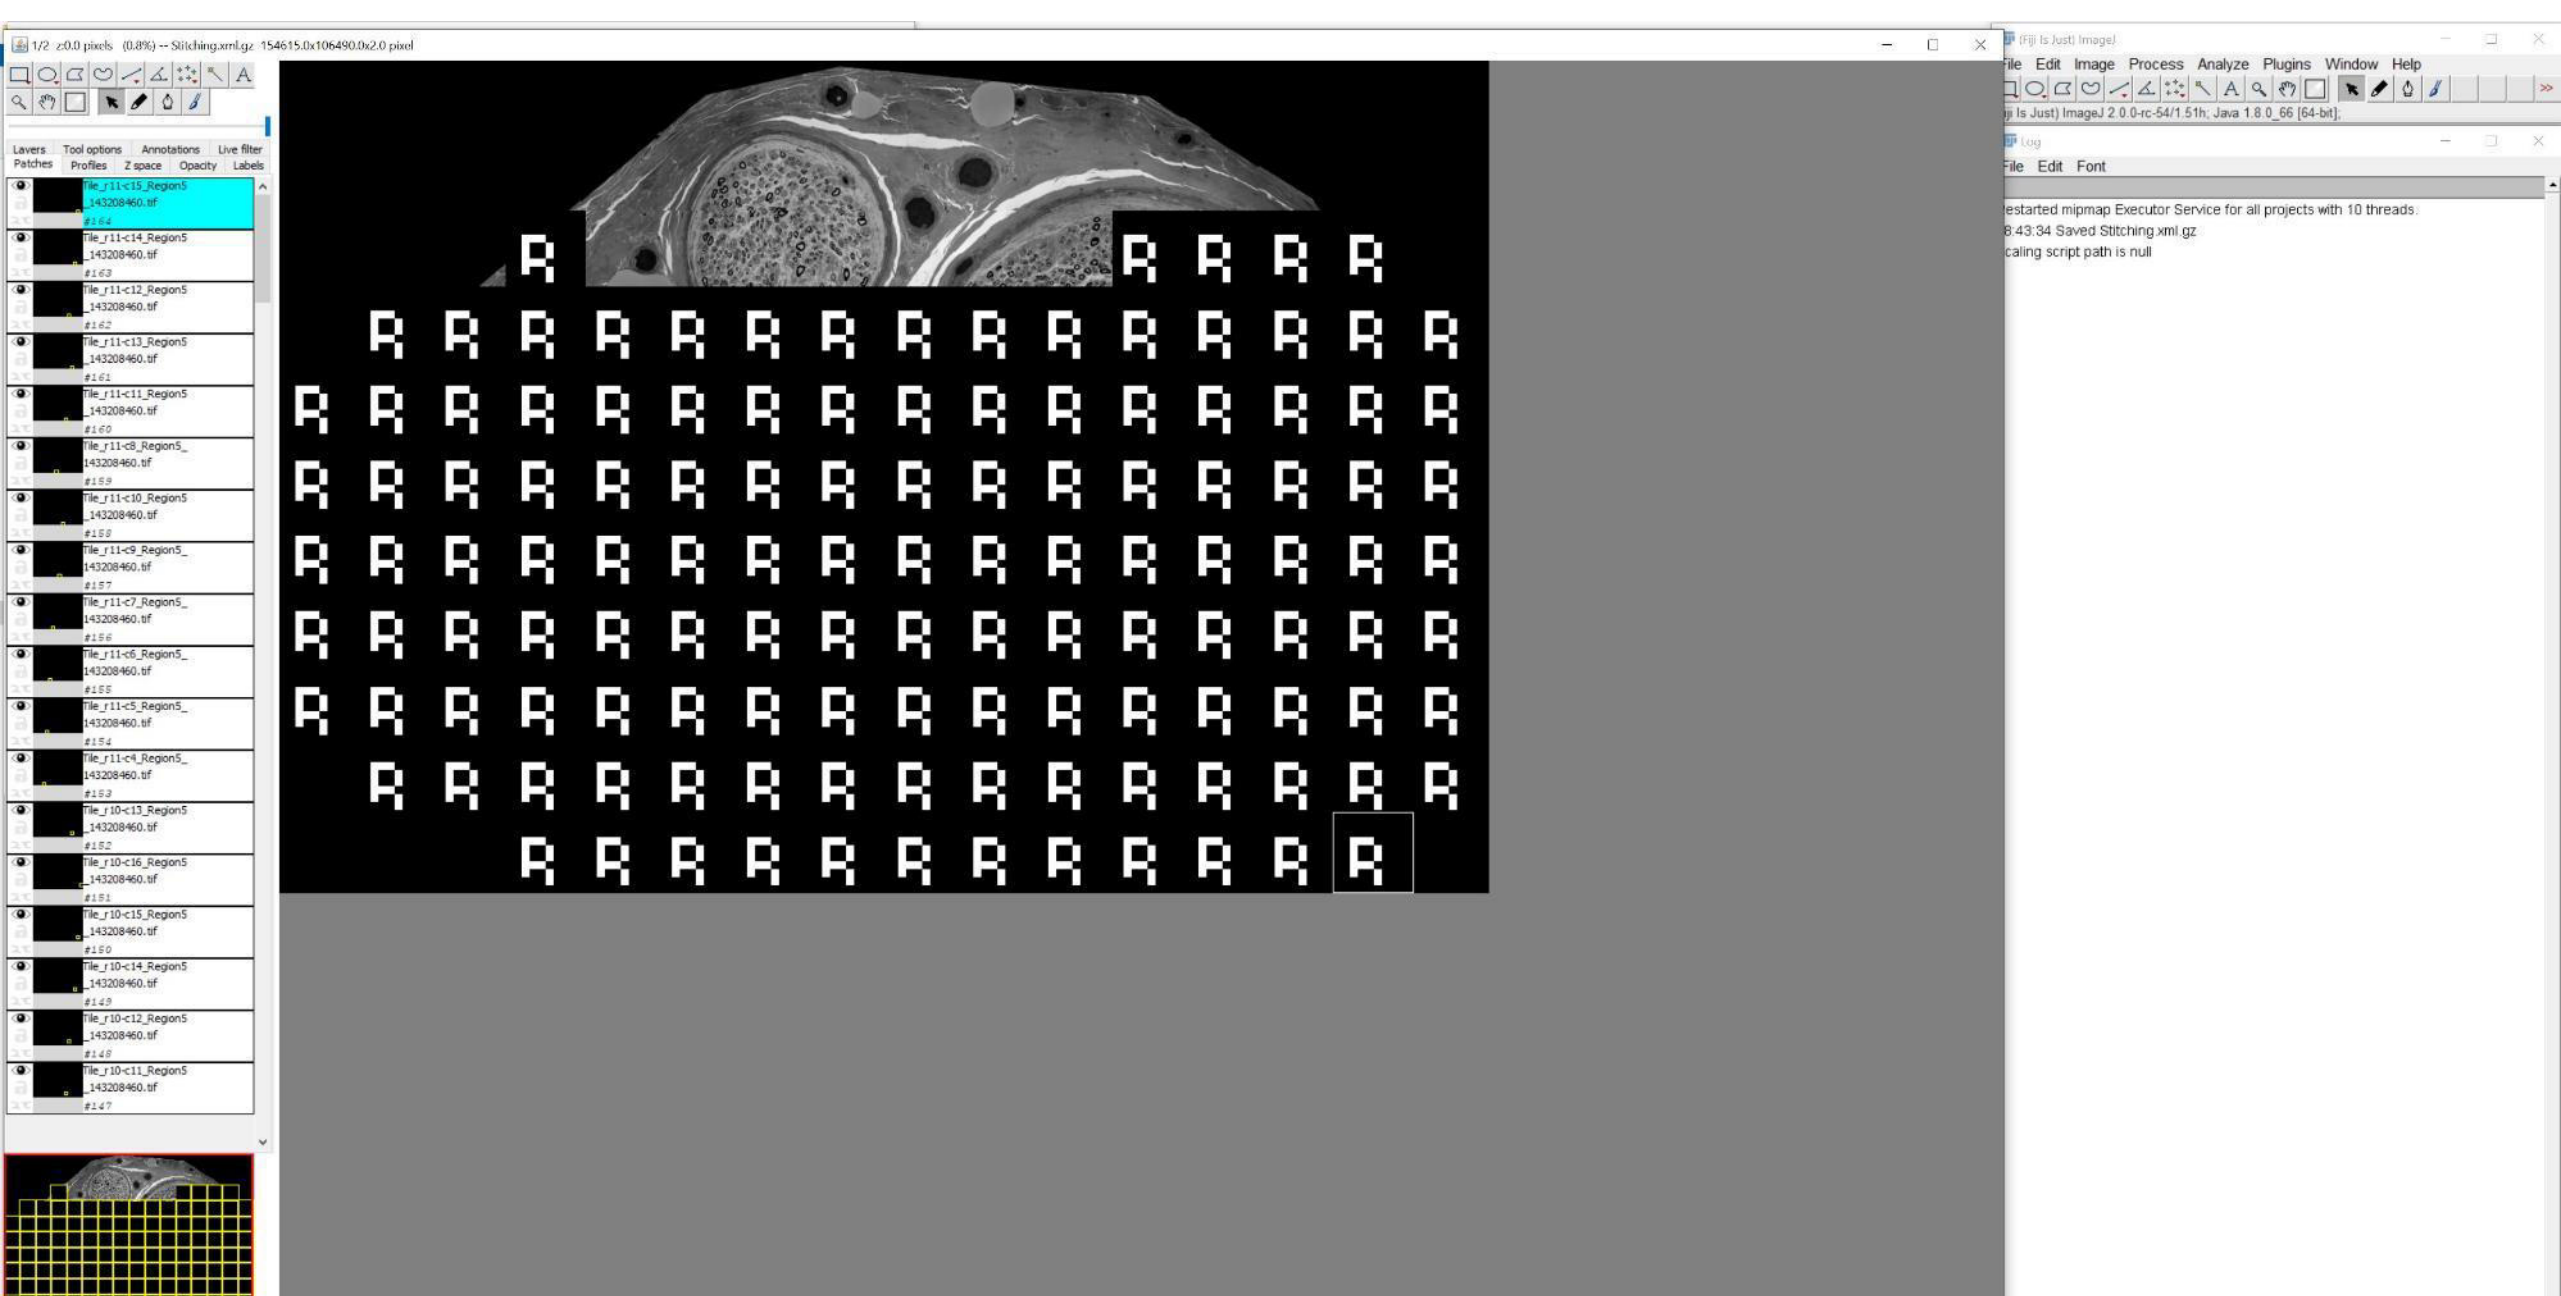 1/2 z:0.0 pixels (0.8%) -- Stitching.xml.gz 154615.0x106490.0x2.0 pixel
Layers Tool options Annotations Live filter
Patches Profiles Z space Opacity Labels
Tile_r11-c15_Region5
_143208460.tif
#164
Tile_r11-c14_Region5
_143208460.tif
#163
Tile_r11-c12_Region5
_143208460.tif
#162
Tile_r11-c13_Region5
_143208460.tif
#161
Tile_r11-c11_Region5
_143208460.tif
#160
Tile_r11-c8_Region5_
143208460.tif
#159
Tile_r11-c10_Region5
_143208460.tif
#158
Tile_r11-c9_Region5_
143208460.tif
#157
Tile_r11-c7_Region5_
143208460.tif
#156
Tile_r11-c6_Region5_
143208460.tif
#155
Tile_r11-c5_Region5_
143208460.tif
#154
Tile_r11-c4_Region5_
143208460.tif
#153
Tile_r10-c13_Region5
_143208460.tif
#152
Tile_r10-c16_Region5
_143208460.tif
#151
Tile_r10-c15_Region5
_143208460.tif
#150
Tile_r10-c14_Region5
_143208460.tif
#149
Tile_r10-c12_Region5
_143208460.tif
#148
Tile_r10-c11_Region5
_143208460.tif
#147
R R R R R
R R R R R R R R R R R R R R R
R R R R R R R R R R R R R R R R
R R R R R R R R R R R R R R R R
R R R R R R R R R R R R R R R R
R R R R R R R R R R R R R R R R
R R R R R R R R R R R R R R R R
R R R R R R R R R R R R R R R
R R R R R R R R R R R R
(Fiji Is Just) ImageJ
File Edit Image Process Analyze Plugins Window Help
iji Is Just) ImageJ 2.0.0-rc-54/1.51h; Java 1.8.0_66 [64-bit];
Log
File Edit Font
estarted mipmap Executor Service for all projects with 10 threads.
8:43:34 Saved Stitching.xml.gz
caling script path is null